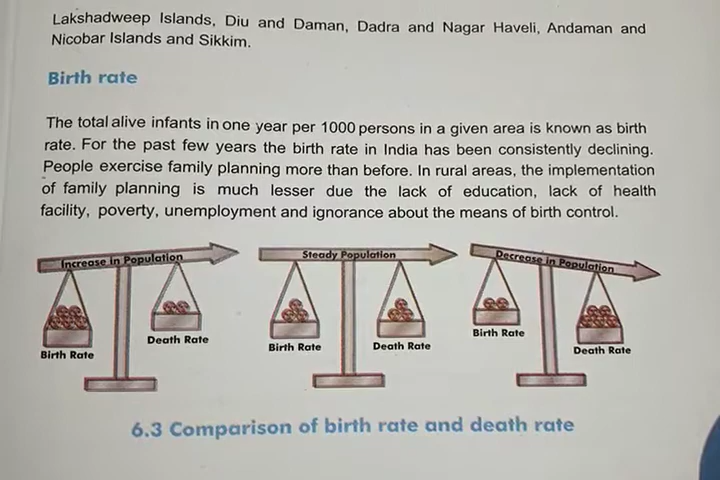 Lakshadweep Islands, Diu and Daman, Dadra and Nagar Haveli, Andaman and
Nicobar Islands and Sikkim.
Birth rate
The total alive infants in one year per 1000 persons in a given area is known as birth
rate. For the past few years the birth rate in India has been consistently declining.
People exercise family planning more than before. In rural areas, the implementation
of family planning is much lesser due the lack of education, lack of health
facility, poverty, unemployment and ignorance about the means of birth control.
Increase in Population
Birth Rate
Death Rate
Steady Population
Birth Rate
Death Rate
Decrease in Population
Birth Rate
Death Rate
6.3 Comparison of birth rate and death rate